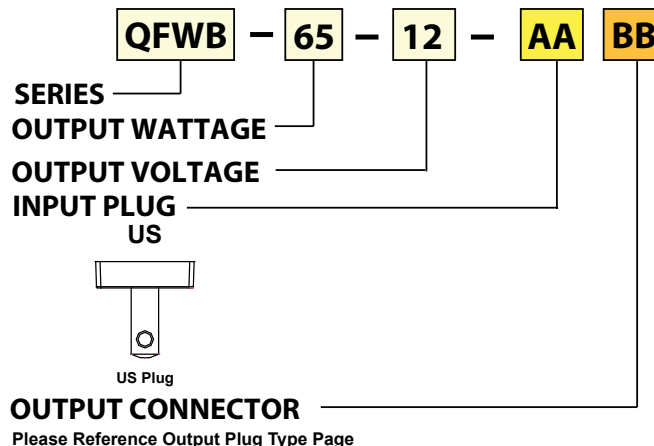 QFWB - 65 - 12 - AA BB
SERIES
OUTPUT WATTAGE
OUTPUT VOLTAGE
INPUT PLUG
US
US Plug
OUTPUT CONNECTOR
Please Reference Output Plug Type Page